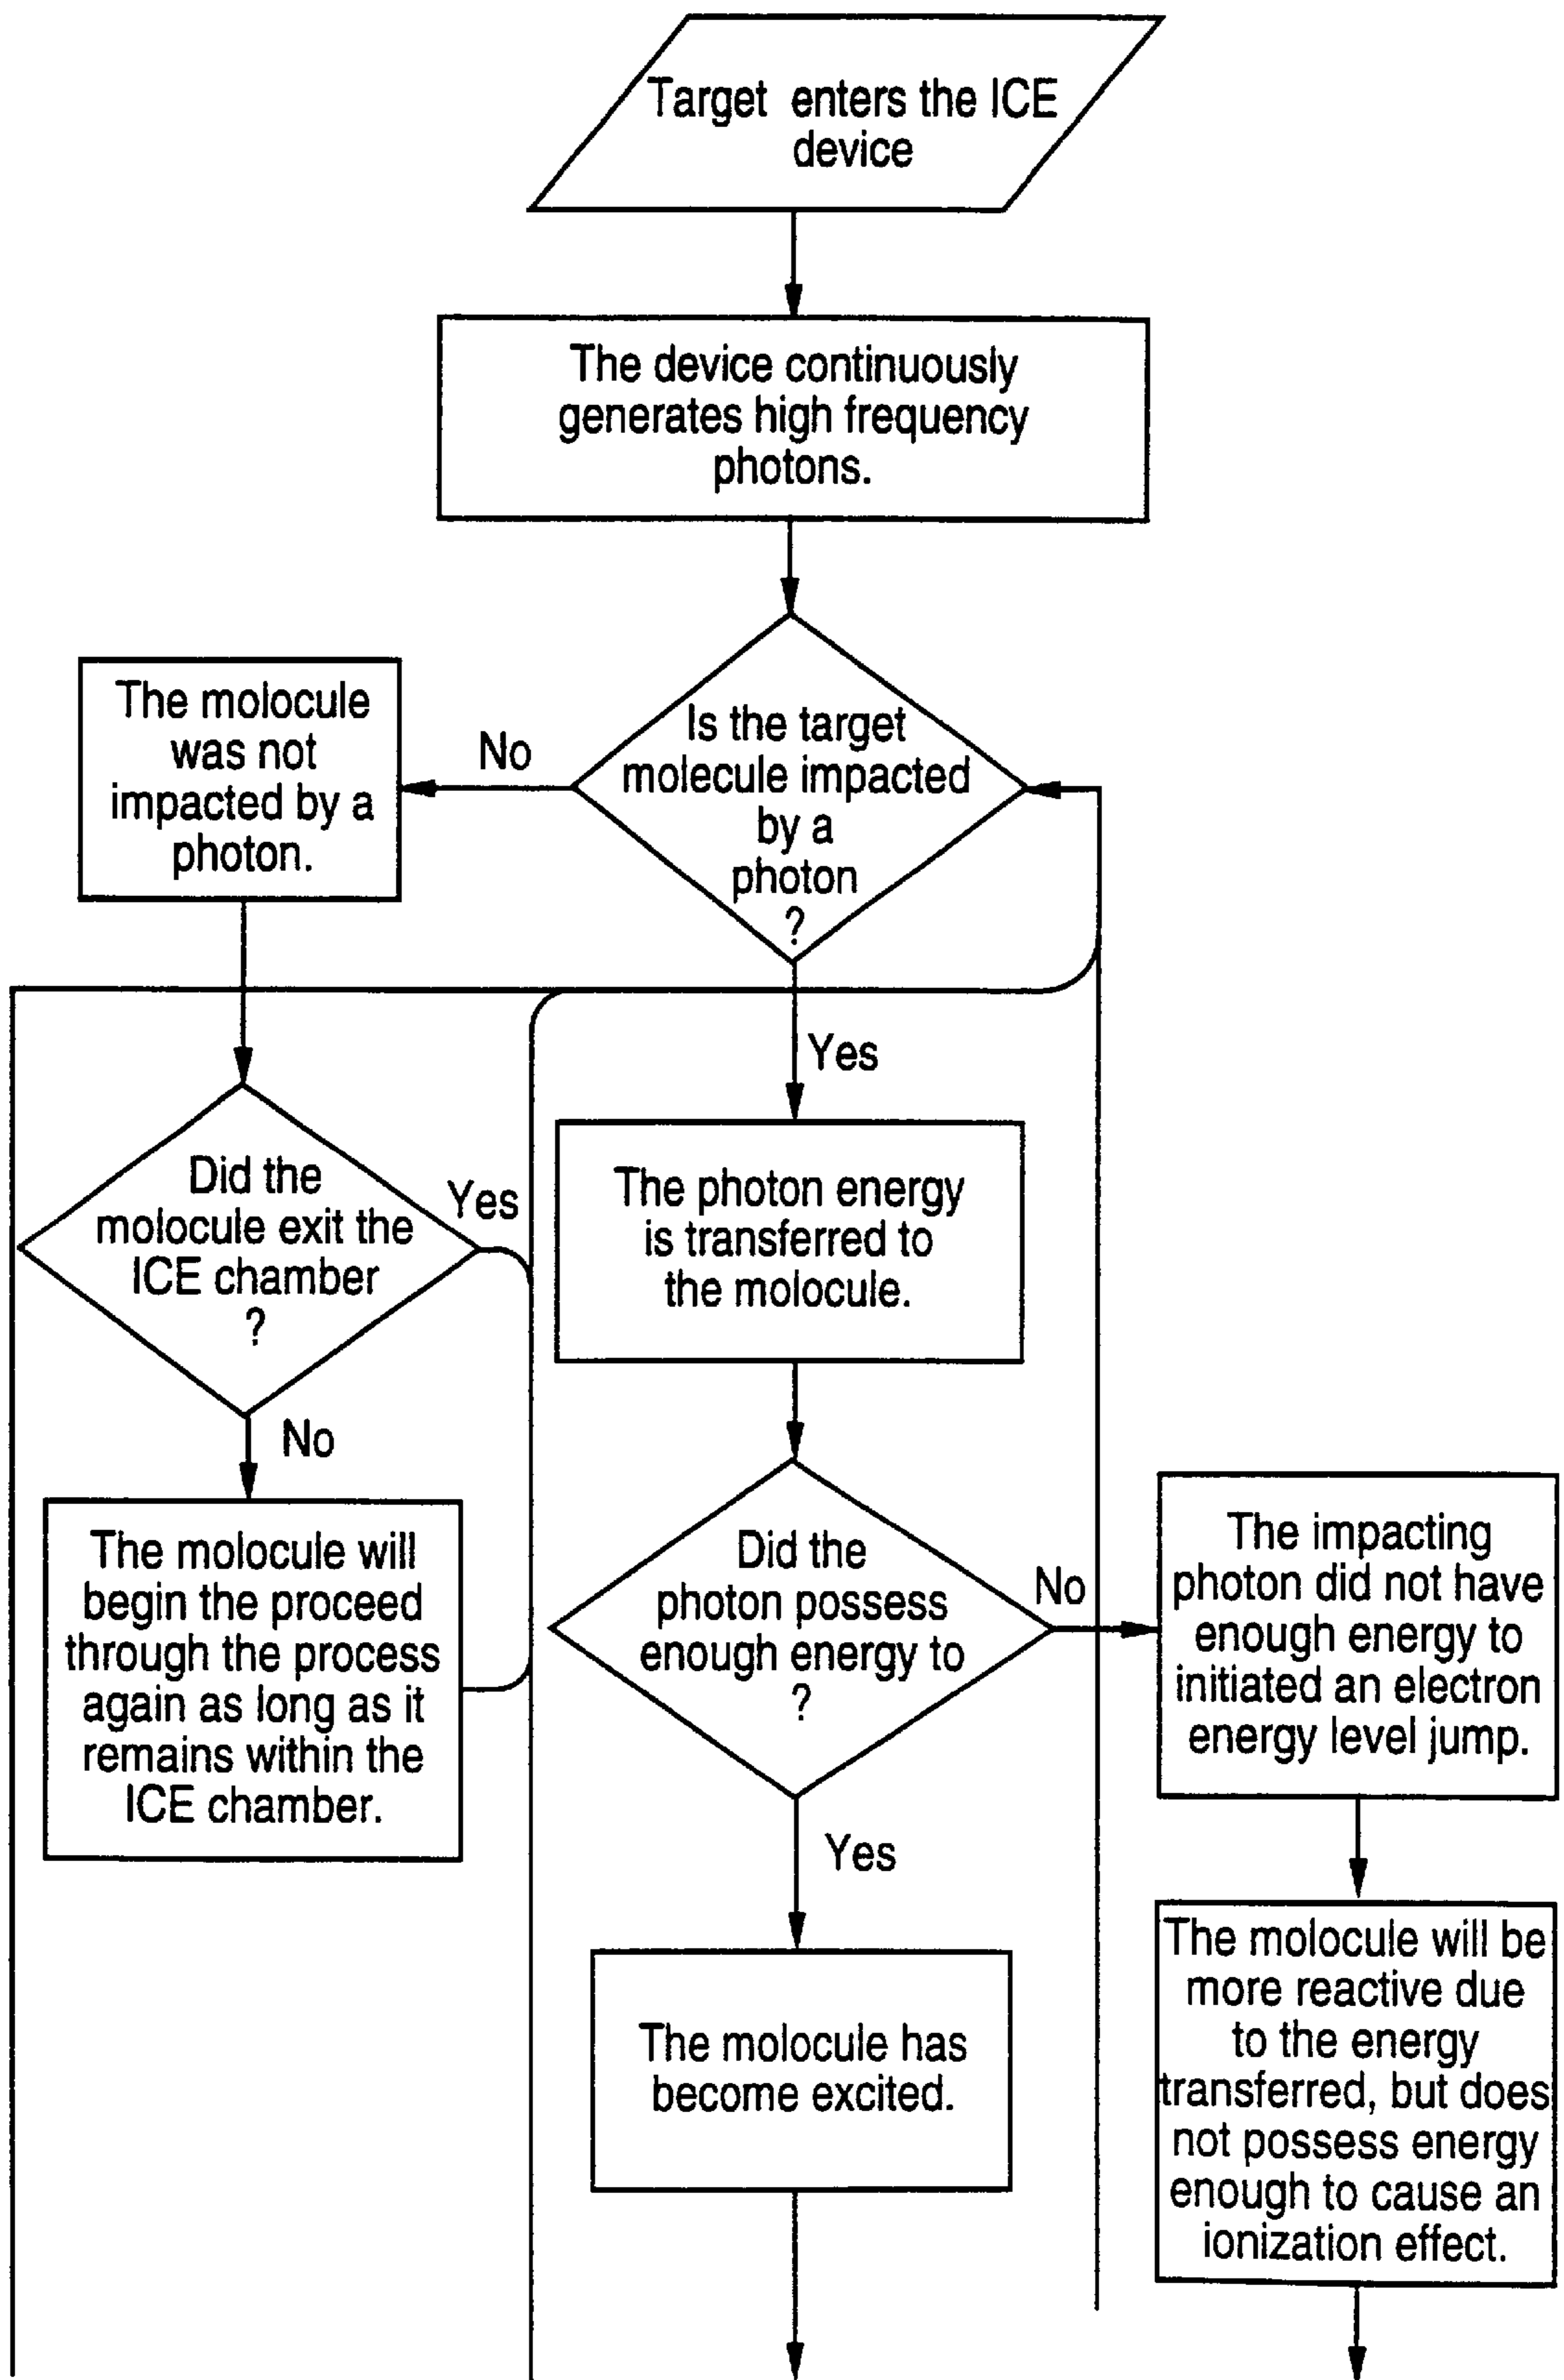 Target enters the ICE
device
The device continuously
generates high frequency
photons.
The molocule
was not
impacted by a
photon.
No
Is the target
molecule impacted
by a
photon
?
Yes
Did the
molocule exit the
ICE chamber
?
Yes
The photon energy
is transferred to
the molocule.
No
The molocule will
begin the proceed
through the process
again as long as it
remains within the
ICE chamber.
Did the
photon possess
enough energy to
?
No
The impacting
photon did not have
enough energy to
initiated an electron
energy level jump.
Yes
The molocule has
become excited.
The molocule will be
more reactive due
to the energy
transferred, but does
not possess energy
enough to cause an
ionization effect.